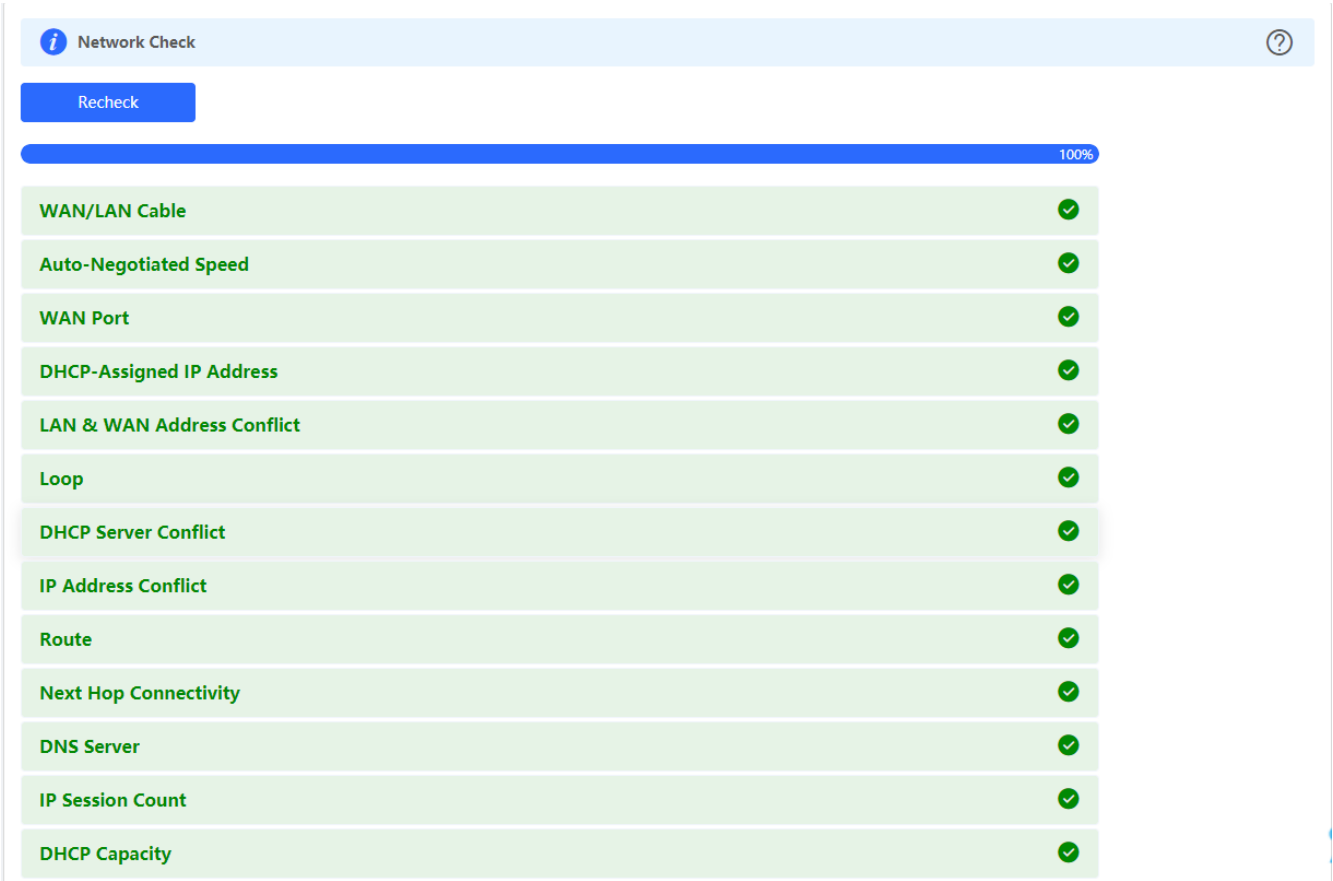 Network Check
Recheck
100%
WAN/LAN Cable
Auto-Negotiated Speed
WAN Port
DHCP-Assigned IP Address
LAN & WAN Address Conflict
Loop
DHCP Server Conflict
IP Address Conflict
Route
Next Hop Connectivity
DNS Server
IP Session Count
DHCP Capacity